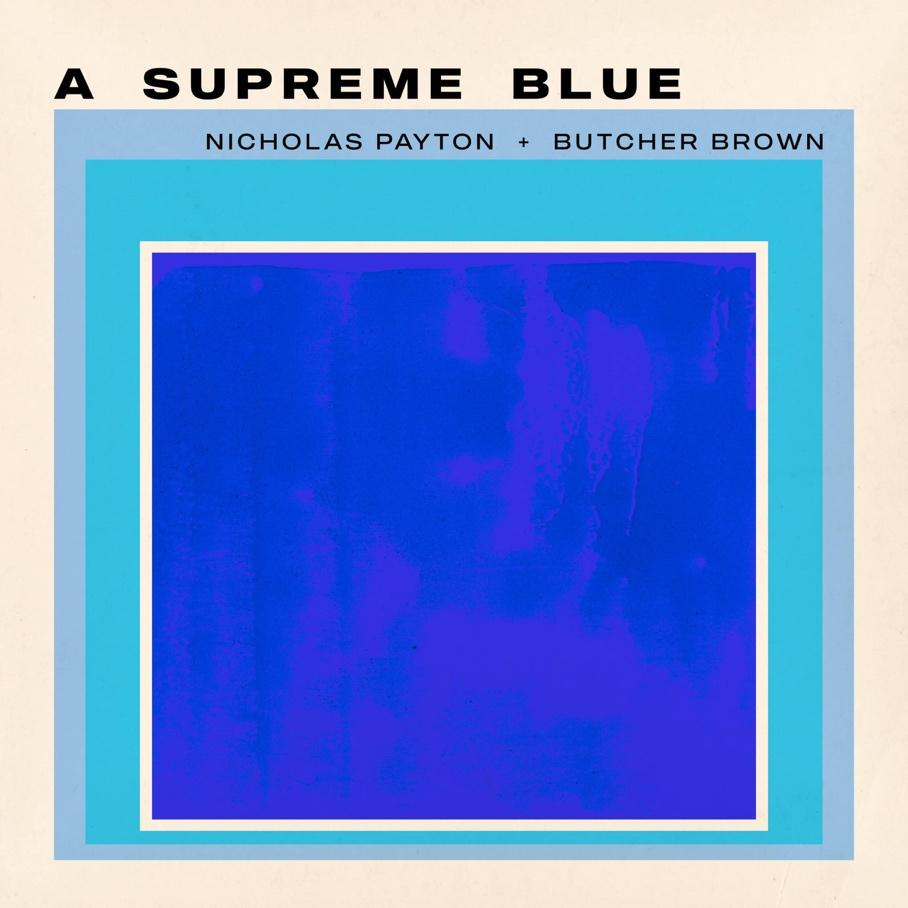 A SUPREME BLUE
NICHOLAS PAYTON + BUTCHER BROWN